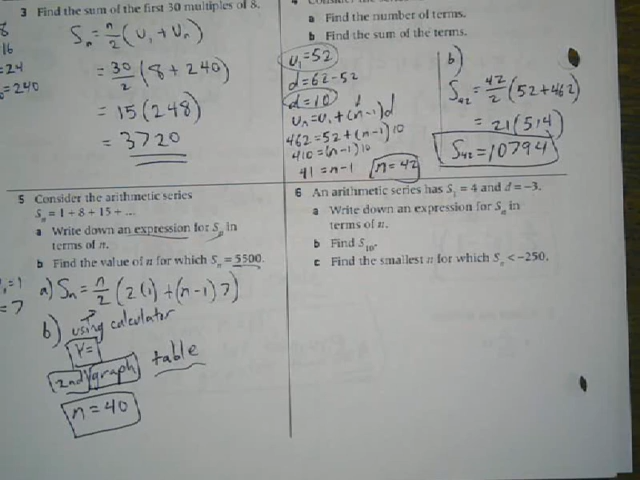 3 Find the sum of the first 30 multiples of 8.
8
16
=24
=240
Sₙ = n/2 (U₁ + Uₙ)
= 30/2 (8 + 240)
= 15 (248)
= 3720
a Find the number of terms.
b Find the sum of the terms.
U₁ = 52
d = 62 - 52
d = 10
Uₙ = U₁ + (n-1)d
462 = 52 + (n-1)10
410 = (n-1)10
41 = n-1 n = 42
b)
S₄₂ = 42/2 (52 + 462)
= 21 (514)
S₄₂ = 10794
5 Consider the arithmetic series
Sₙ = 1 + 8 + 15 + ...
a Write down an expression for Sₙ in
terms of n.
b Find the value of n for which Sₙ = 5500.
=1
= 7
a) Sₙ = n/2 (2(1) + (n-1)7)
b) using calculator
Y=
2nd graph table
n = 40
6 An arithmetic series has S₁ = 4 and d = −3.
a Write down an expression for Sₙ in
terms of n.
b Find S₁₀.
c Find the smallest n for which Sₙ < −250.